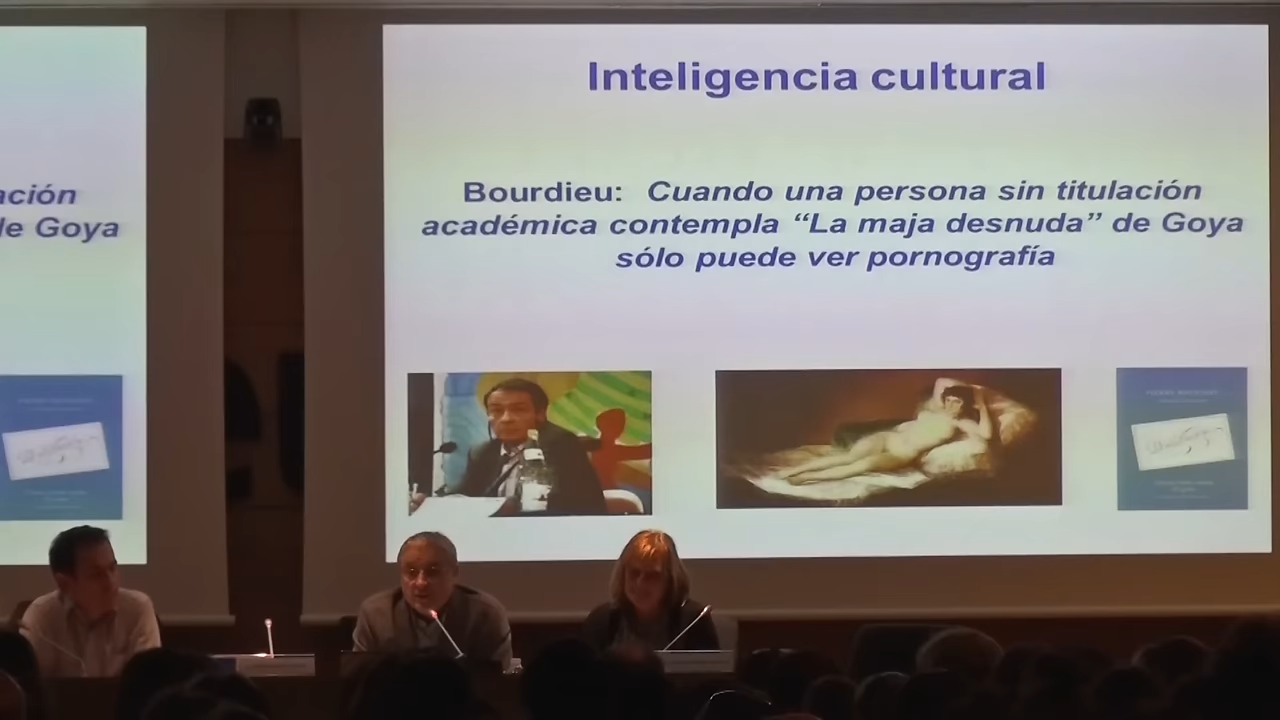 Inteligencia cultural
Bourdieu: Cuando una persona sin titulación
académica contempla “La maja desnuda” de Goya
sólo puede ver pornografía
ación
de Goya